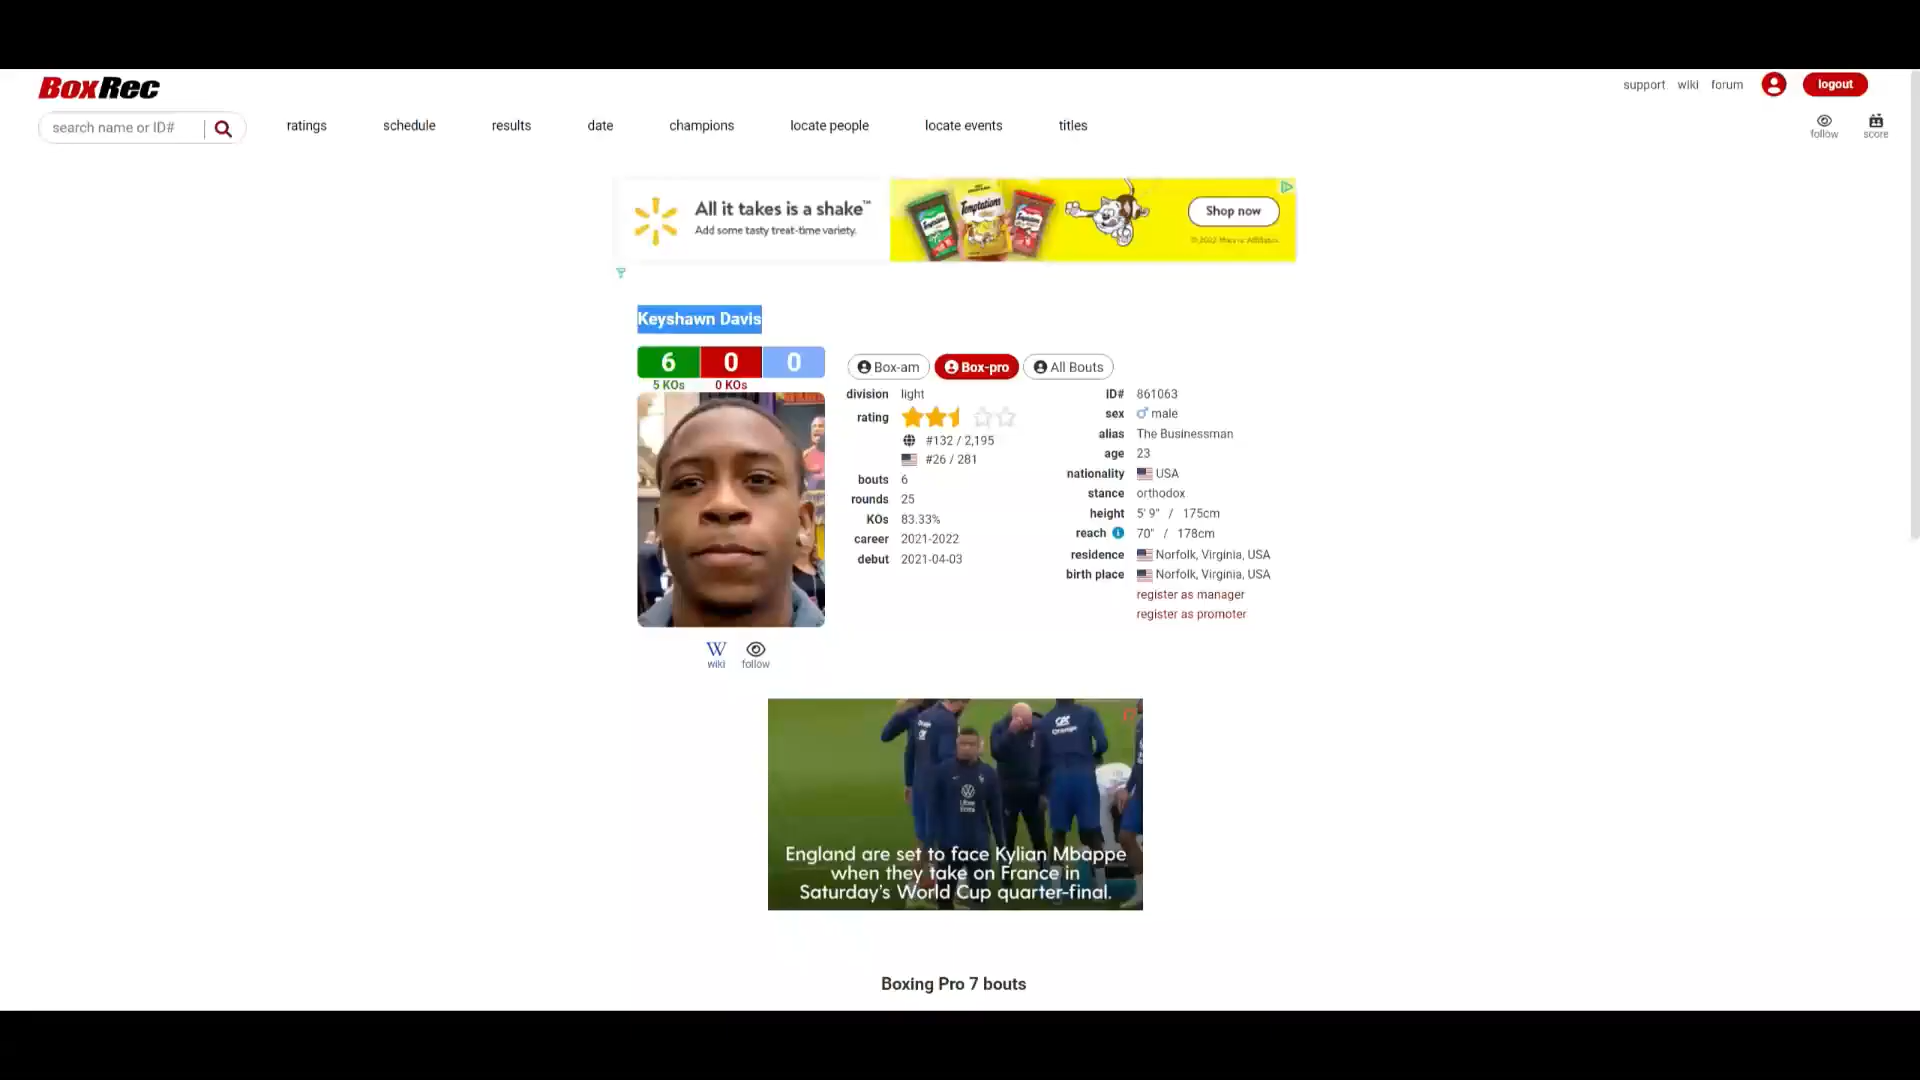 BoxRec
support wiki forum logout
search name or ID#
ratings schedule results date champions locate people locate events titles
follow score
All it takes is a shake™
Add some tasty treat-time variety.
Temptations
Shop now
Keyshawn Davis
6 0 0
5 KOs 0 KOs
Box-am Box-pro All Bouts
division light
rating
#132 / 2,195
#26 / 281
bouts 6
rounds 25
KOs 83.33%
career 2021-2022
debut 2021-04-03
ID# 861063
sex male
alias The Businessman
age 23
nationality USA
stance orthodox
height 5' 9" / 175cm
reach 70" / 178cm
residence Norfolk, Virginia, USA
birth place Norfolk, Virginia, USA
register as manager
register as promoter
W
wiki follow
England are set to face Kylian Mbappe
when they take on France in
Saturday's World Cup quarter-final.
Boxing Pro 7 bouts